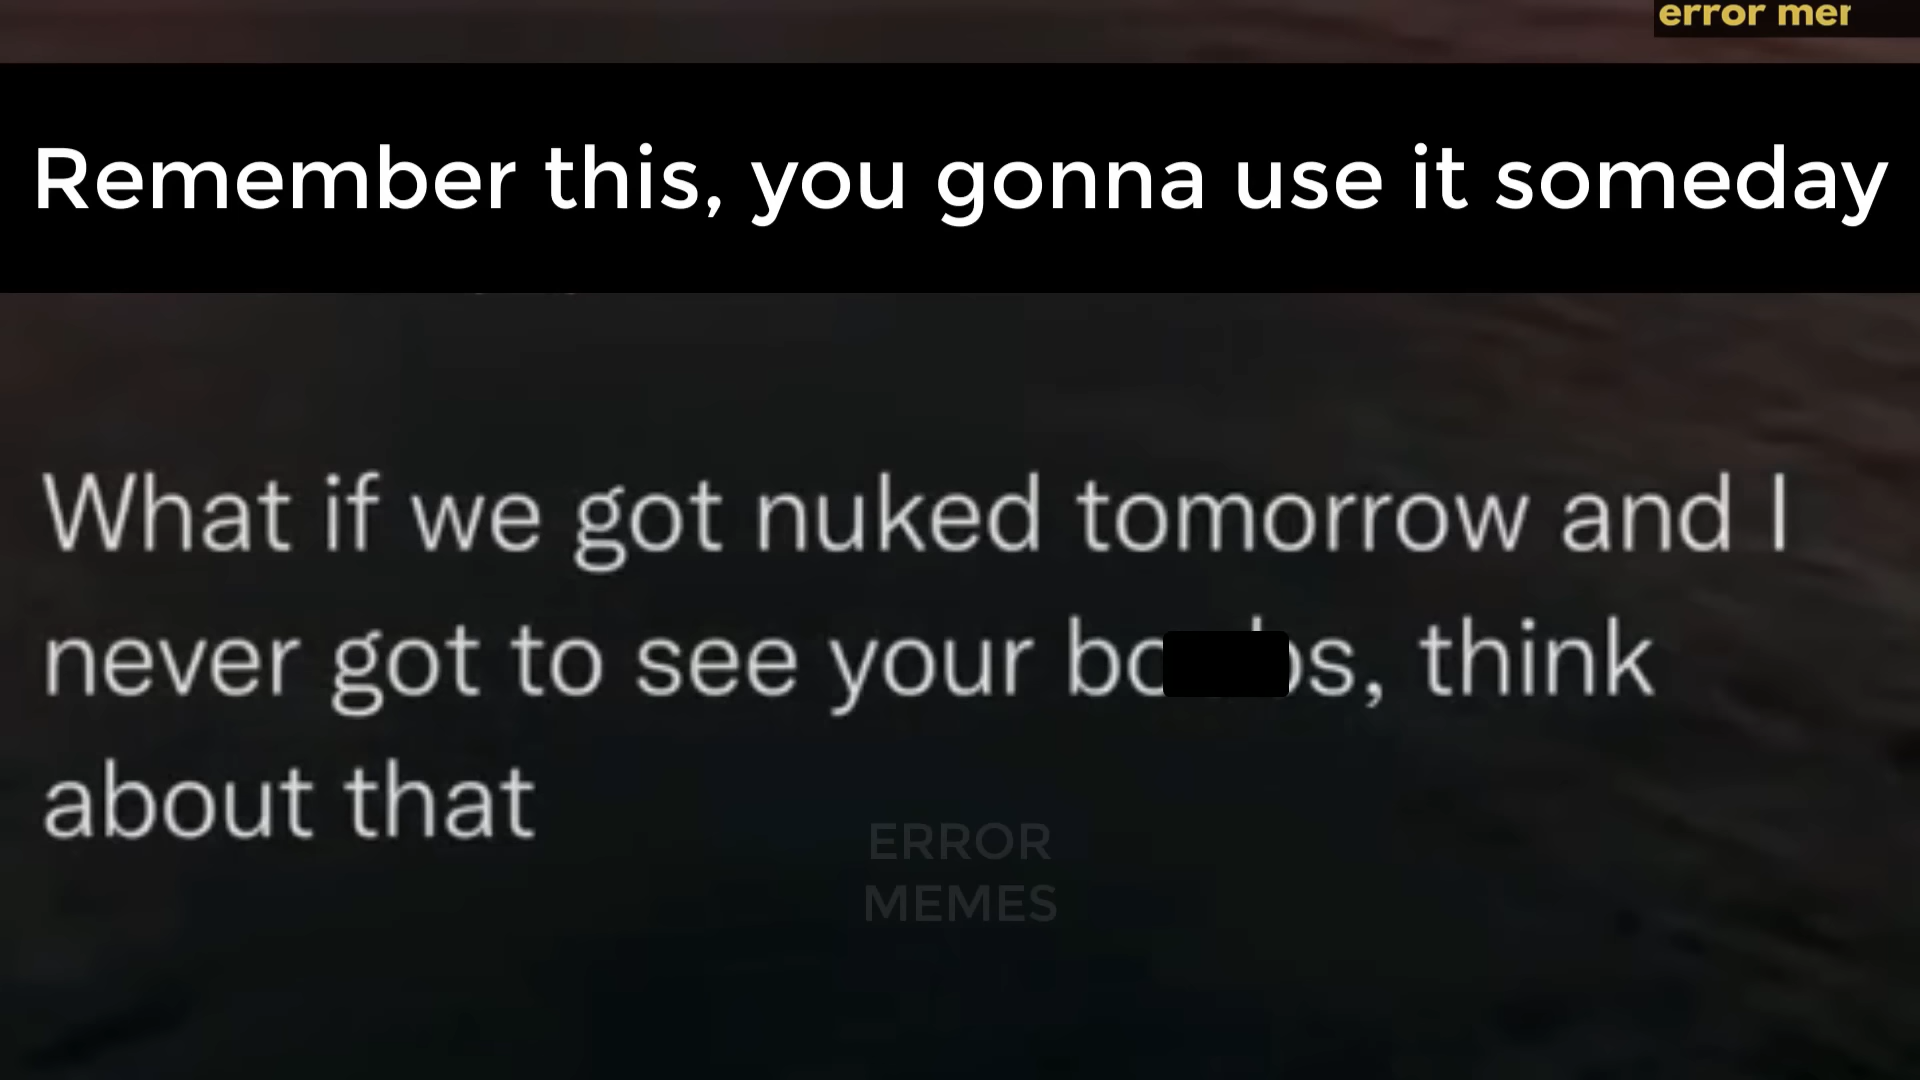 error mer
Remember this, you gonna use it someday
What if we got nuked tomorrow and I
never got to see your, think
about that
ERROR
MEMES